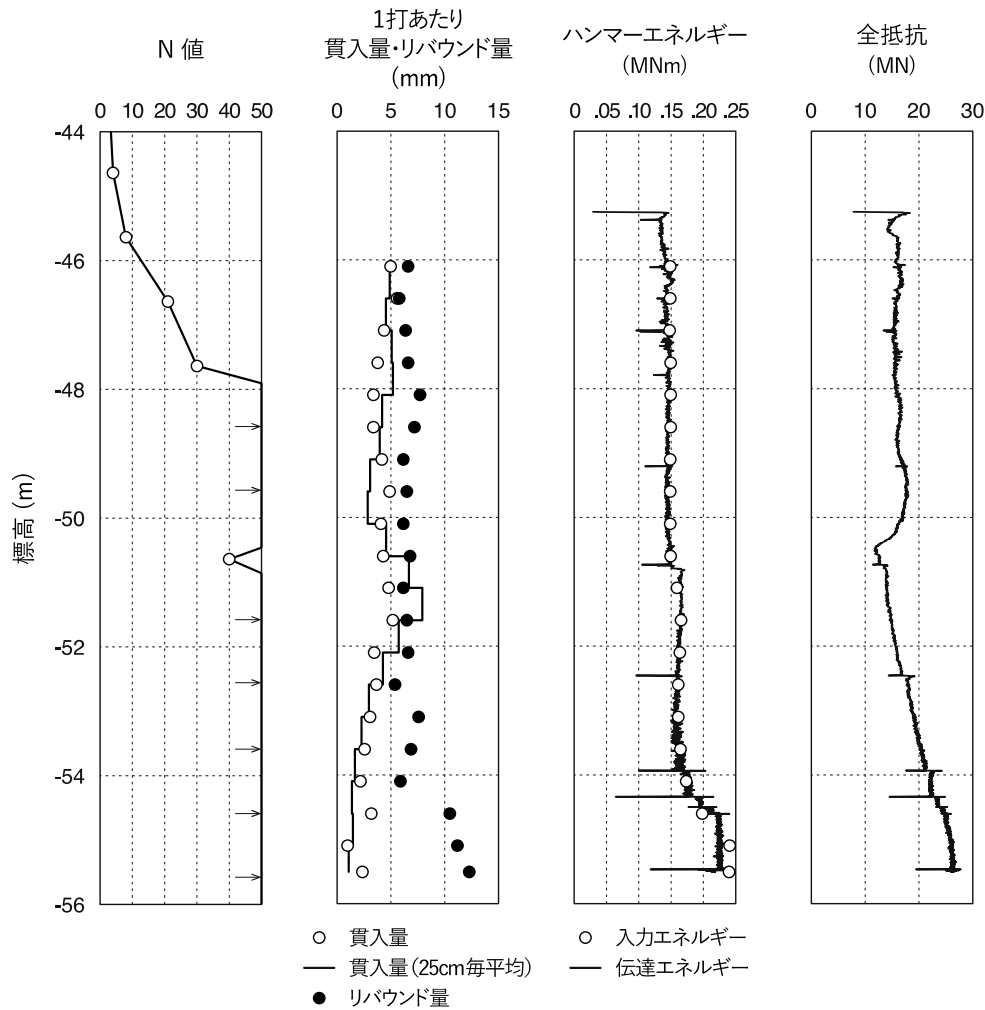 N 値
1打あたり
貫入量・リバウンド量
(mm)
ハンマーエネルギー
(MNm)
全抵抗
(MN)
0 10 20 30 40 50
0 5 10 15
0 .05 .10 .15 .20 .25
0 10 20 30
-44
-46
-48
-50
-52
-54
-56
標高 (m)
貫入量
貫入量(25cm毎平均)
リバウンド量
入力エネルギー
伝達エネルギー